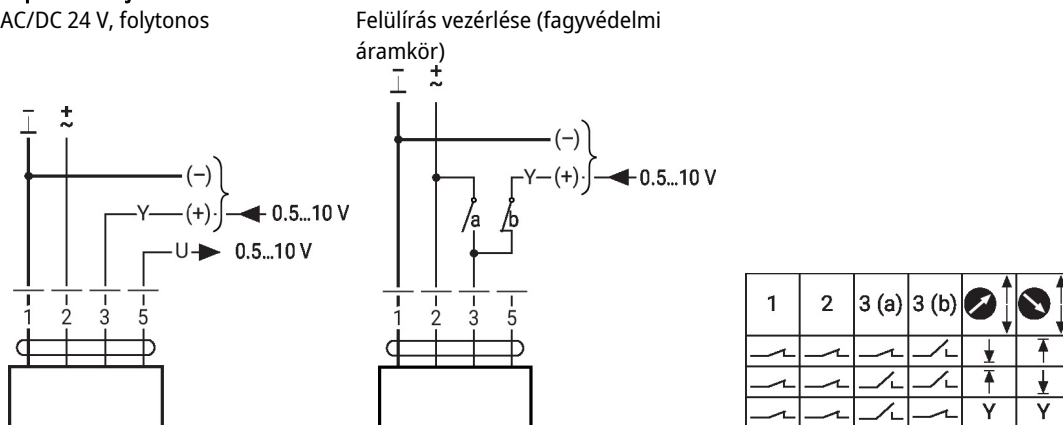 AC/DC 24 V, folytonos
Felülírás vezérlése (fagyvédelmi
áramkör)
⊥ ~
(–)
Y (+) 0.5...10 V
U 0.5...10 V
1 2 3 5
⊥ ~
(–)
Y (+) 0.5...10 V
a b
1 2 3 5
1 2 3 (a) 3 (b)
Y Y